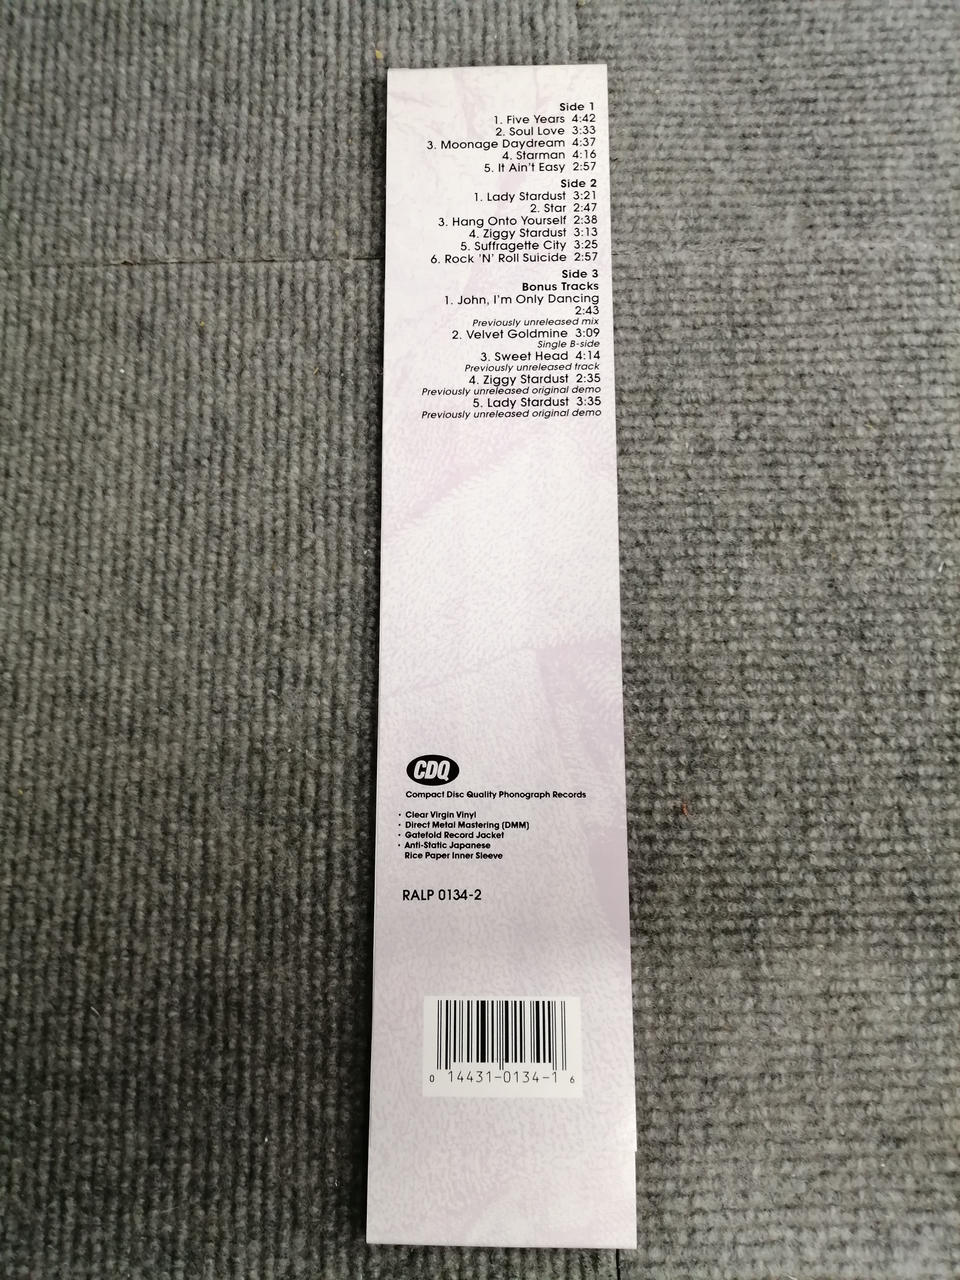 Side 1
1. Five Years 4:42
2. Soul Love 3:33
3. Moonage Daydream 4:37
4. Starman 4:16
5. It Ain't Easy 2:57
Side 2
1. Lady Stardust 3:21
2. Star 2:47
3. Hang Onto Yourself 2:38
4. Ziggy Stardust 3:13
5. Suffragette City 3:25
6. Rock 'N' Roll Suicide 2:57
Side 3
Bonus Tracks
1. John, I'm Only Dancing
2:43
Previously unreleased mix
2. Velvet Goldmine 3:09
Single B-side
3. Sweet Head 4:14
Previously unreleased track
4. Ziggy Stardust 2:35
Previously unreleased original demo
5. Lady Stardust 3:35
Previously unreleased original demo
CDQ
Compact Disc Quality Phonograph Records
• Clear Virgin Vinyl
• Direct Metal Mastering (DMM)
• Gatefold Record Jacket
• Anti-Static Japanese
Rice Paper Inner Sleeve
RALP 0134-2
0 14431-0134-1 6